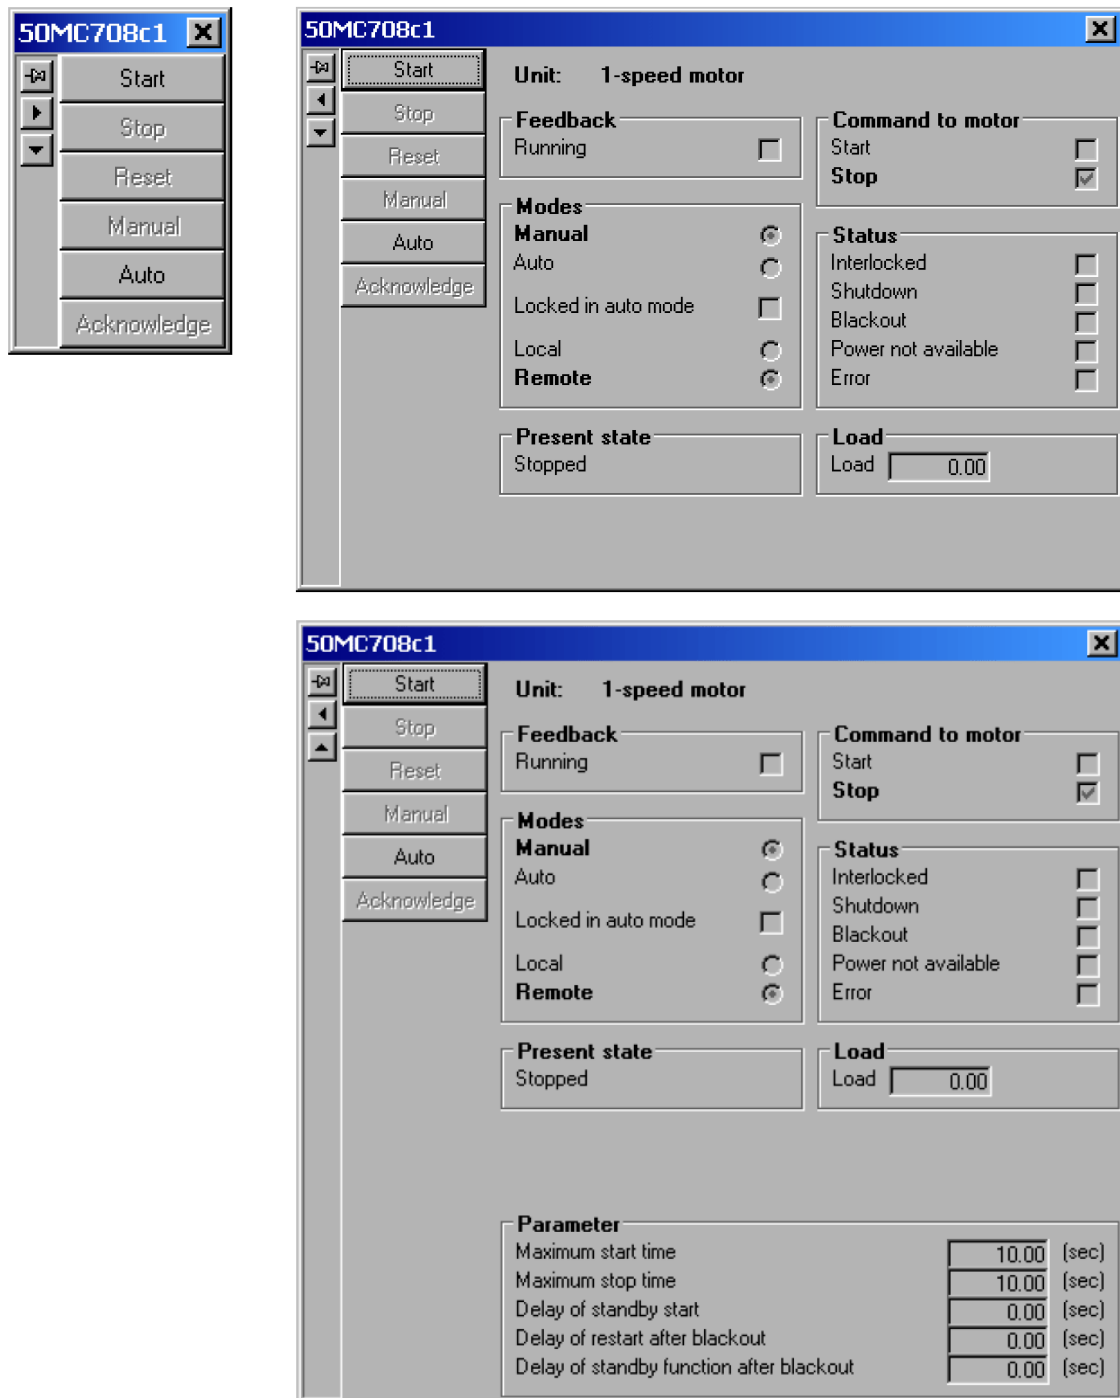 50MC708c1
Start
Stop
Reset
Manual
Auto
Acknowledge
50MC708c1
Start
Stop
Reset
Manual
Auto
Acknowledge
Unit: 1-speed motor
Feedback
Running
Command to motor
Start
Stop
Modes
Manual
Auto
Locked in auto mode
Local
Remote
Status
Interlocked
Shutdown
Blackout
Power not available
Error
Present state
Stopped
Load
Load 0.00
50MC708c1
Start
Stop
Reset
Manual
Auto
Acknowledge
Unit: 1-speed motor
Feedback
Running
Command to motor
Start
Stop
Modes
Manual
Auto
Locked in auto mode
Local
Remote
Status
Interlocked
Shutdown
Blackout
Power not available
Error
Present state
Stopped
Load
Load 0.00
Parameter
Maximum start time 10.00 (sec)
Maximum stop time 10.00 (sec)
Delay of standby start 0.00 (sec)
Delay of restart after blackout 0.00 (sec)
Delay of standby function after blackout 0.00 (sec)